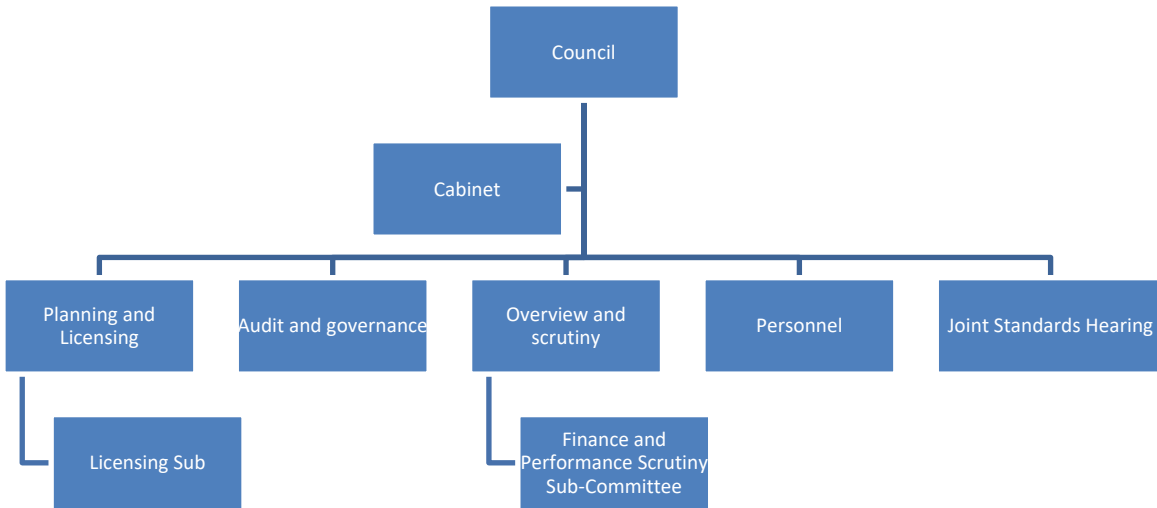 Council
Cabinet
Planning and
Licensing
Audit and governance
Overview and
scrutiny
Personnel
Joint Standards Hearing
Licensing Sub
Finance and
Performance Scrutiny
Sub-Committee